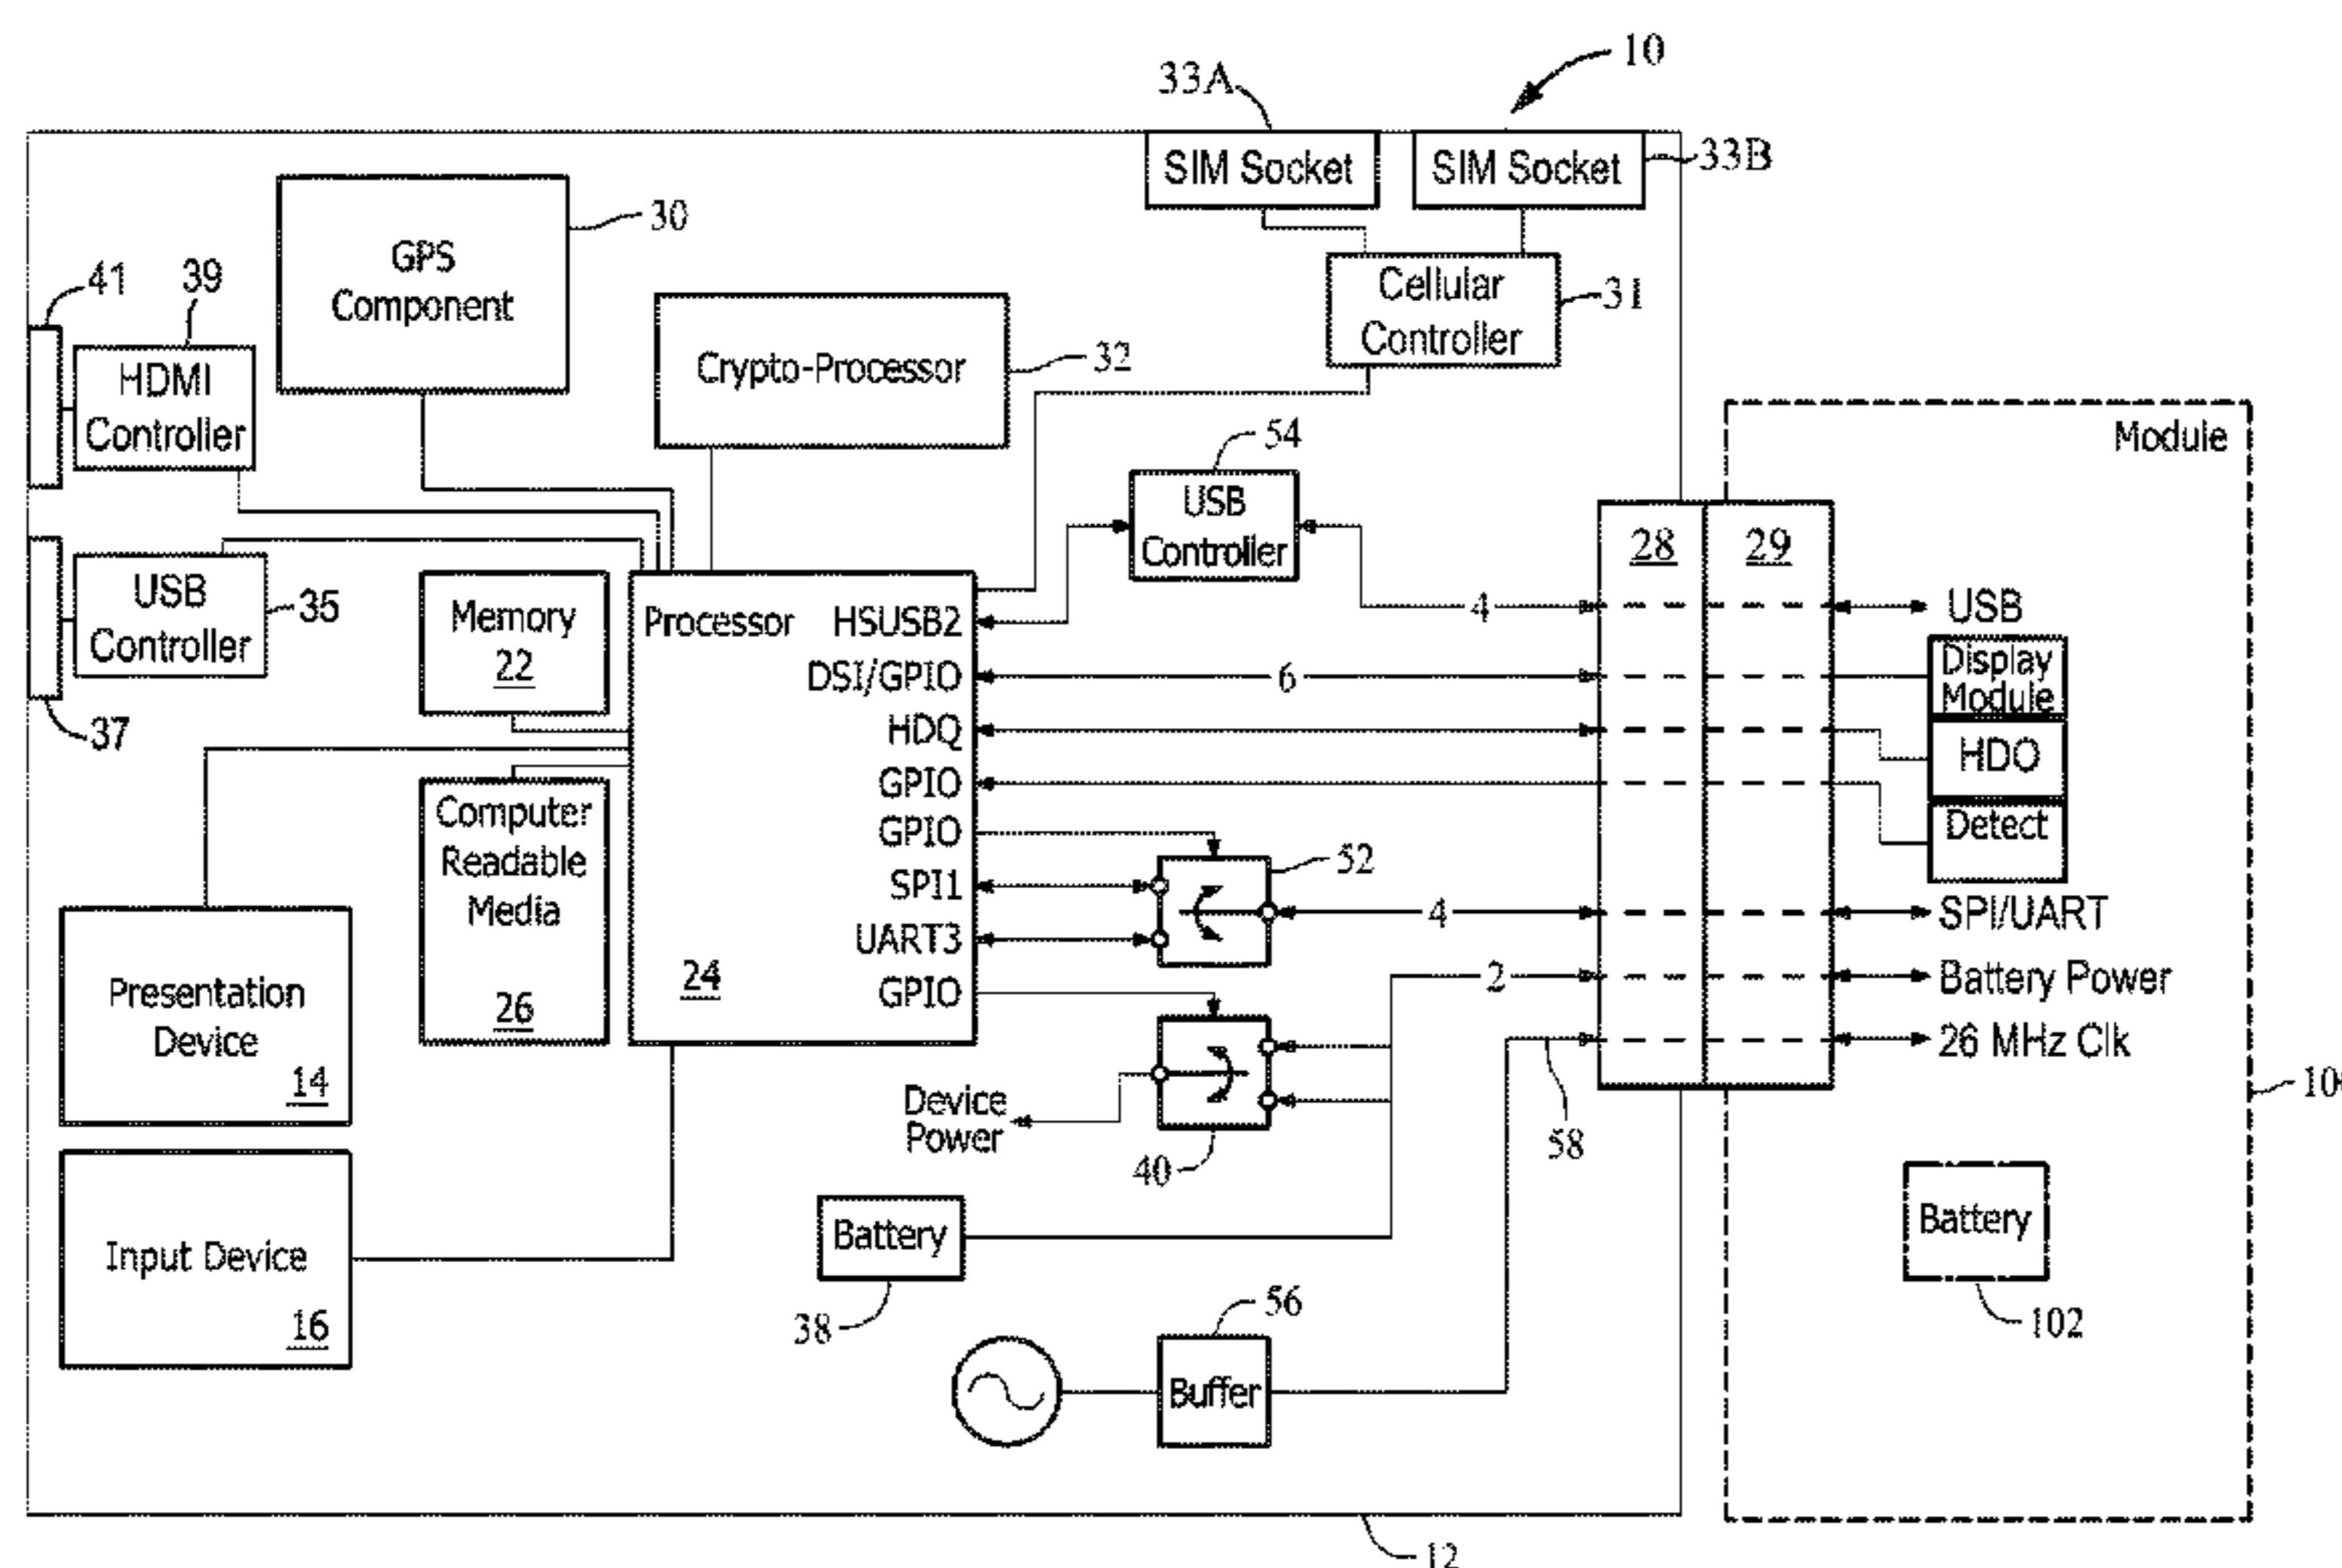 10
33A
SIM Socket
SIM Socket
33B
30
GPS
Component
41
39
HDMI
Controller
Cellular
Controller
31
Crypto-Processor
32
54
USB
Controller
Module
28
29
USB
Controller
35
37
Memory
22
Processor
HSUSB2
DSI/GPIO
HDQ
GPIO
GPIO
SPI1
UART3
GPIO
24
4
6
USB
Display
Module
HDO
Detect
Computer
Readable
Media
26
52
4
SPI/UART
2
Battery Power
26 MHz Clk
Presentation
Device
14
Device
Power
40
58
Input Device
16
Battery
38
56
Buffer
Battery
102
12